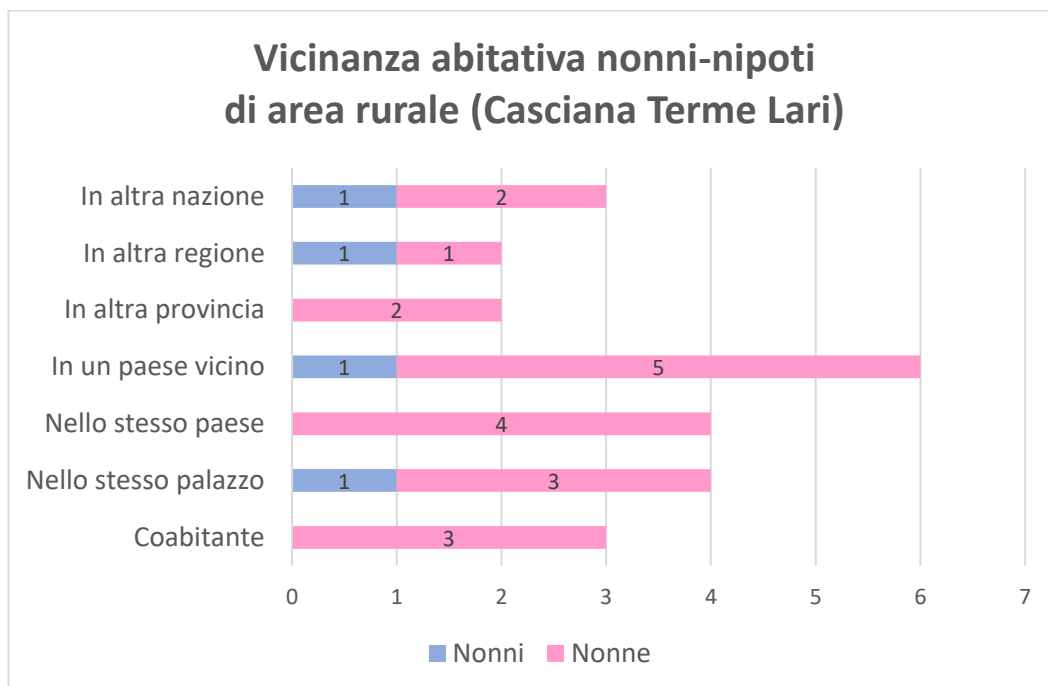 Vicinanza abitativa nonni-nipoti
di area rurale (Casciana Terme Lari)
In altra nazione
1 2
In altra regione
1 1
In altra provincia
2
In un paese vicino
1 5
Nello stesso paese
4
Nello stesso palazzo
1 3
Coabitante
3
0 1 2 3 4 5 6 7
Nonni Nonne